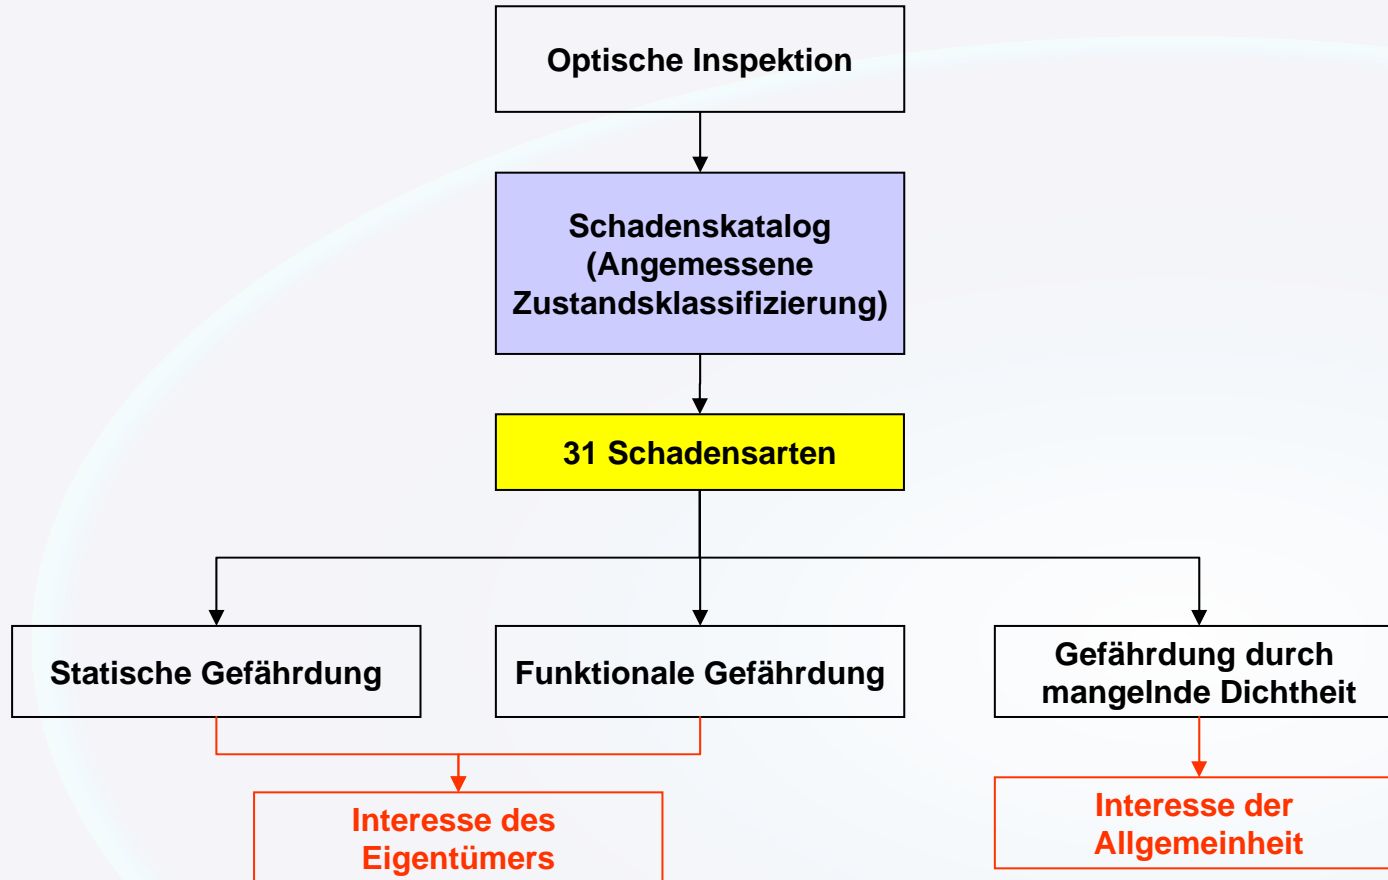 Optische Inspektion
Schadenskatalog
(Angemessene
Zustandsklassifizierung)
31 Schadensarten
Statische Gefährdung
Funktionale Gefährdung
Gefährdung durch
mangelnde Dichtheit
Interesse des
Eigentümers
Interesse der
Allgemeinheit